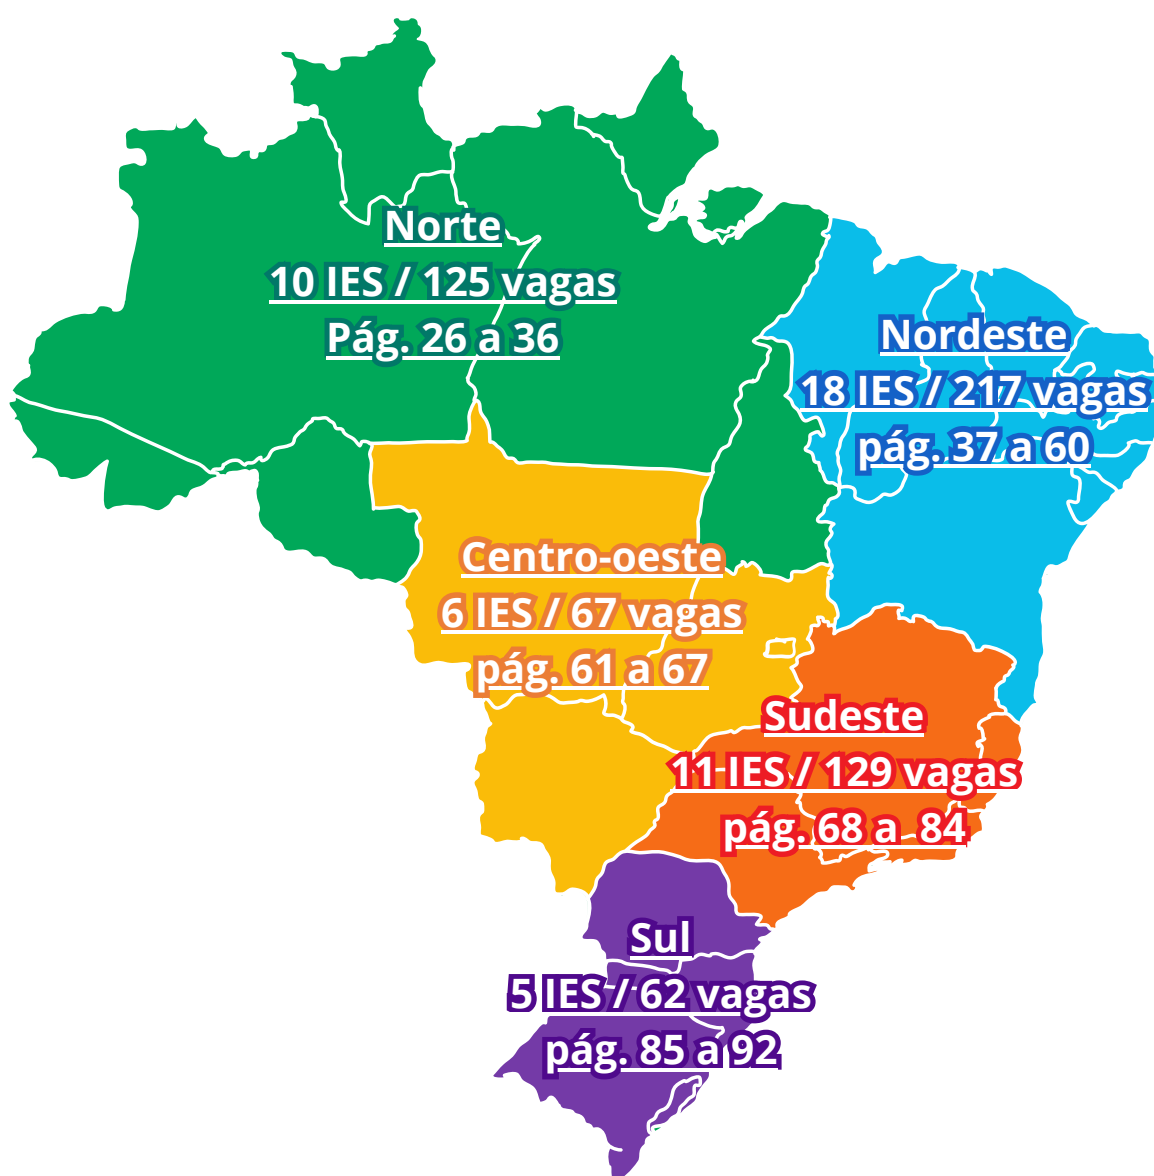 Norte
10 IES / 125 vagas
Pág. 26 a 36
Nordeste
18 IES / 217 vagas
pág. 37 a 60
Centro-oeste
6 IES / 67 vagas
pág. 61 a 67
Sudeste
11 IES / 129 vagas
pág. 68 a 84
Sul
5 IES / 62 vagas
pág. 85 a 92